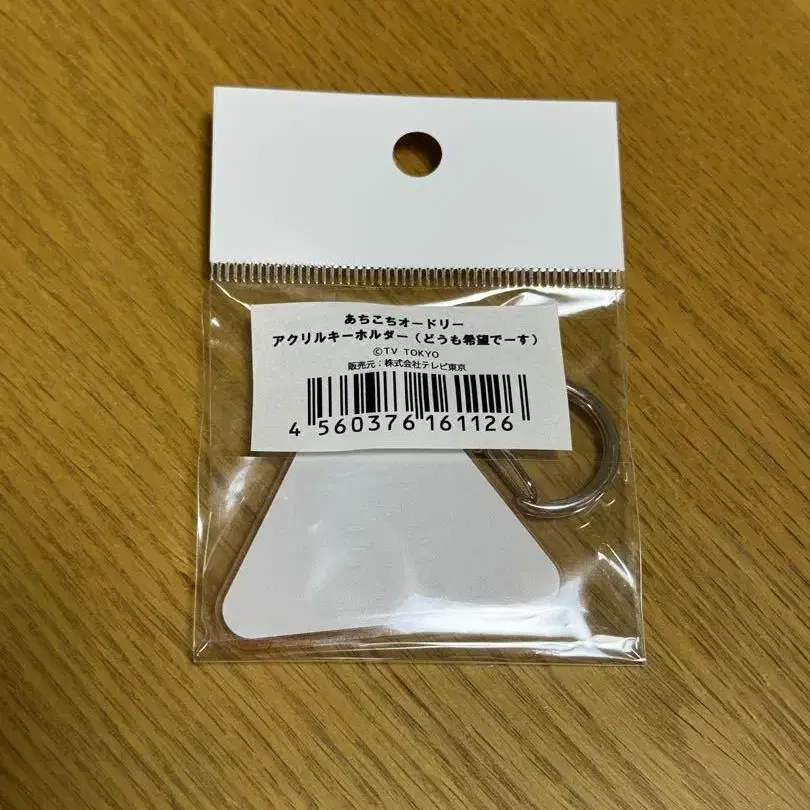 あちこちオードリー
アクリルキーホルダー（どうも希望でーす）
©TV TOKYO
販売元：株式会社テレビ東京
4 560376 161126